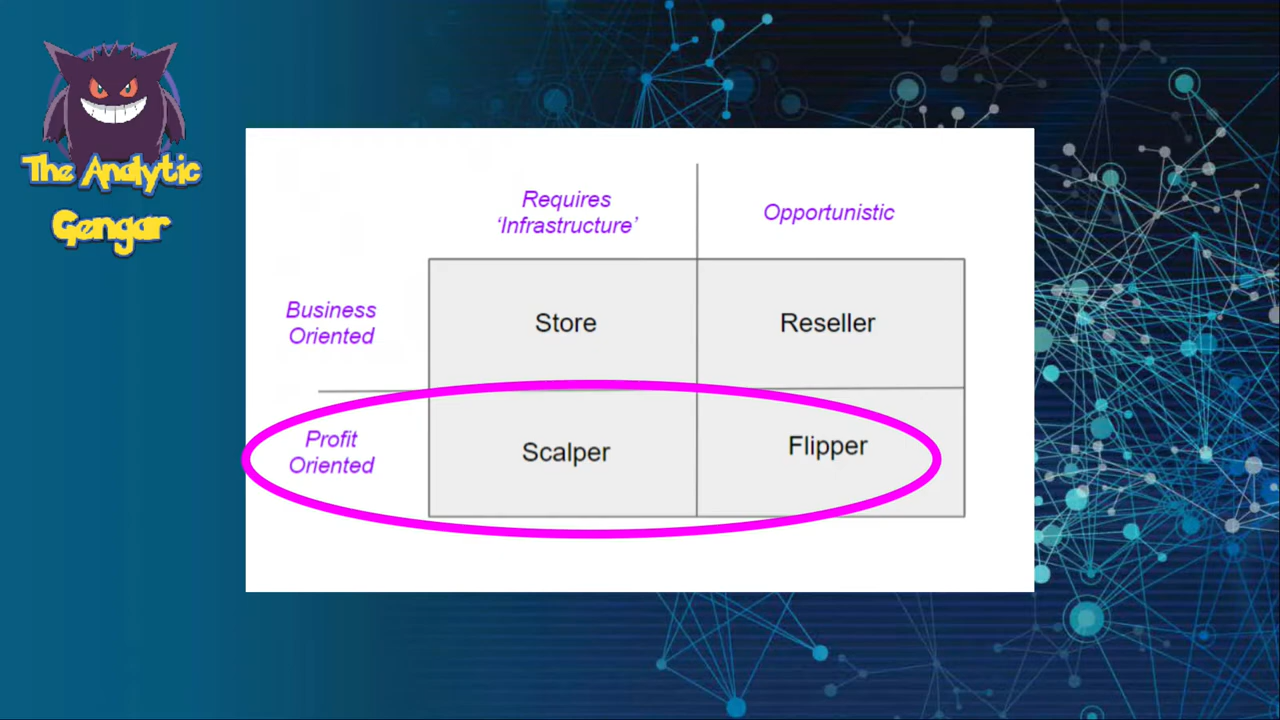 The Analytic
Gengar
Requires
‘Infrastructure’
Opportunistic
Business
Oriented
Store
Reseller
Profit
Oriented
Scalper
Flipper